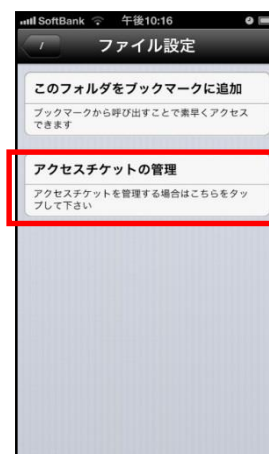 SoftBank 午後10:16
/ ファイル設定
このフォルダをブックマークに追加
ブックマークから呼び出すことで素早くアクセス
できます
アクセスチケットの管理
アクセスチケットを管理する場合はこちらをタッ
プして下さい